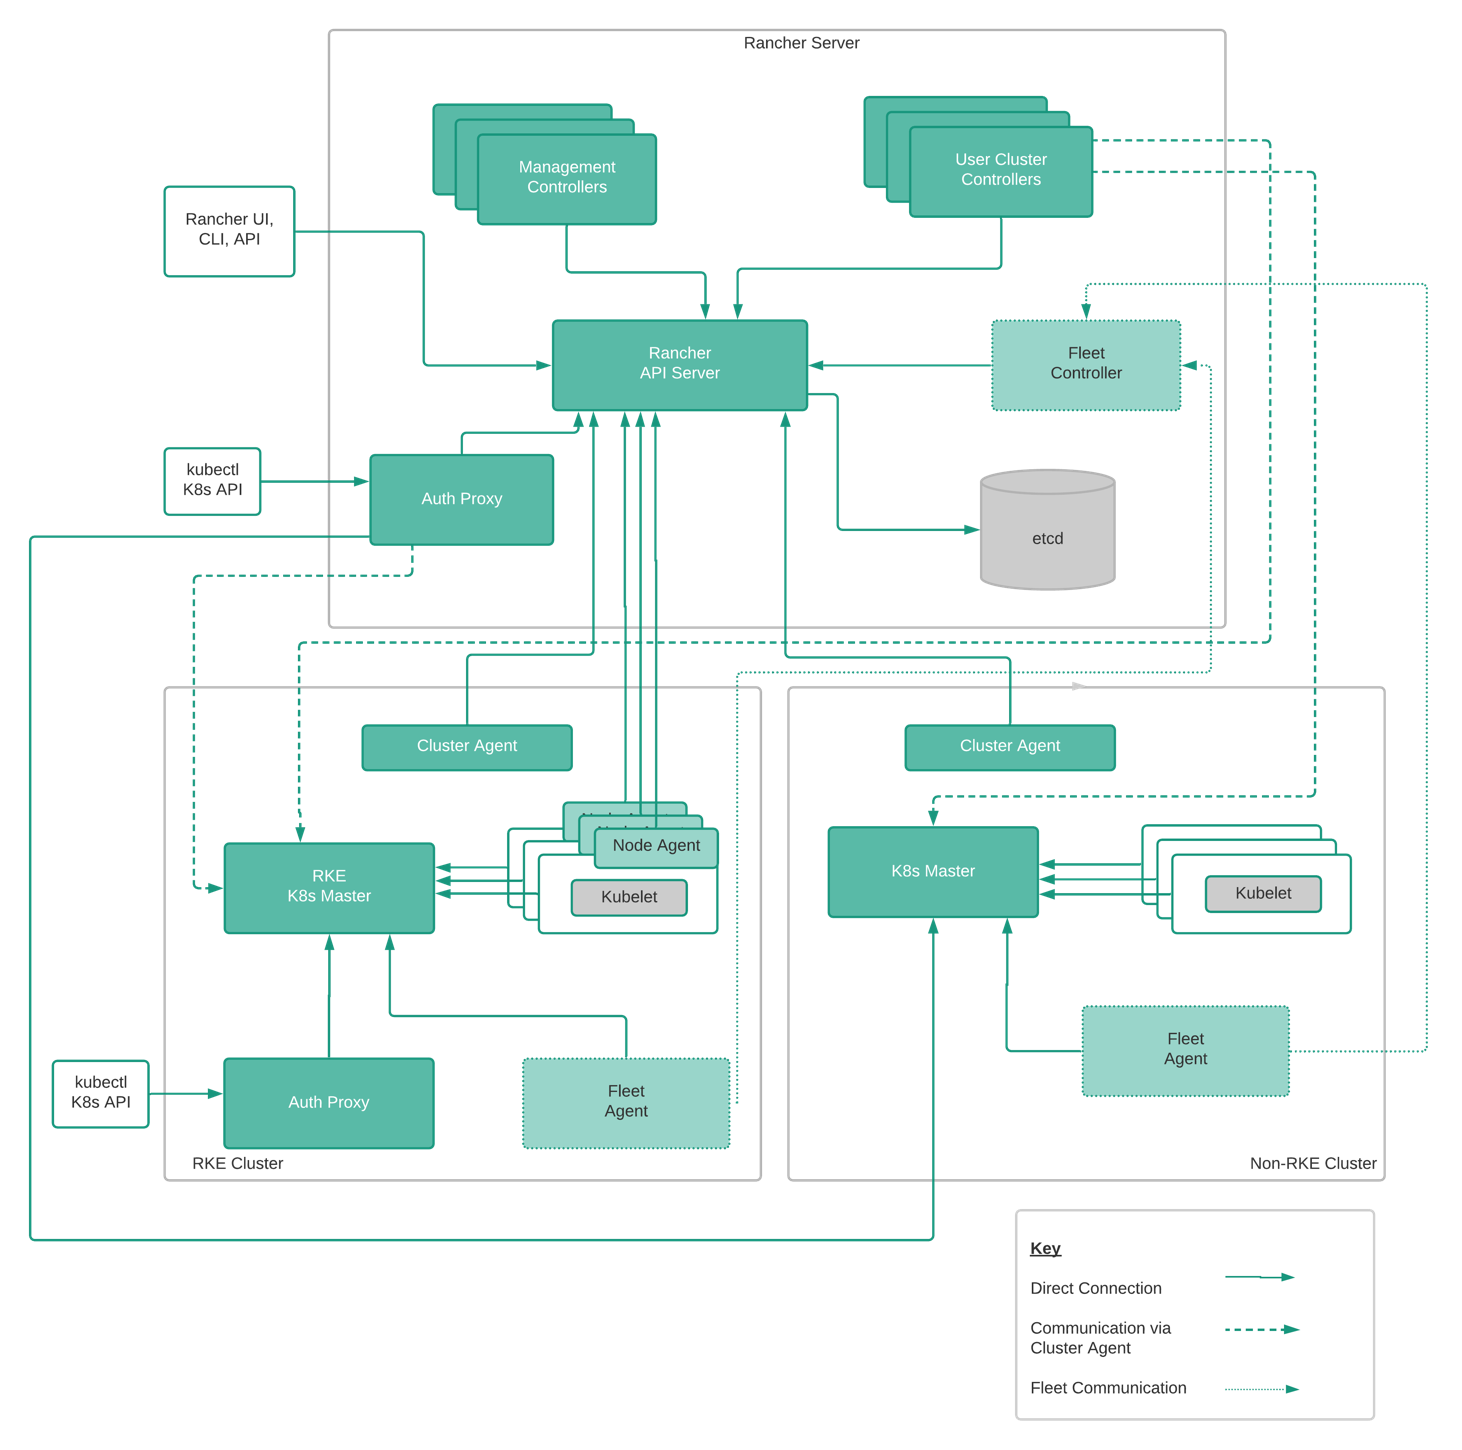 Rancher Server
Management
Controllers
User Cluster
Controllers
Rancher UI,
CLI, API
Rancher
API Server
Fleet
Controller
kubectl
K8s API
Auth Proxy
etcd
Cluster Agent
Cluster Agent
Node Agent
RKE
K8s Master
Kubelet
K8s Master
Kubelet
Fleet
Agent
kubectl
K8s API
Auth Proxy
Fleet
Agent
RKE Cluster
Non-RKE Cluster
Key
Direct Connection
Communication via
Cluster Agent
Fleet Communication